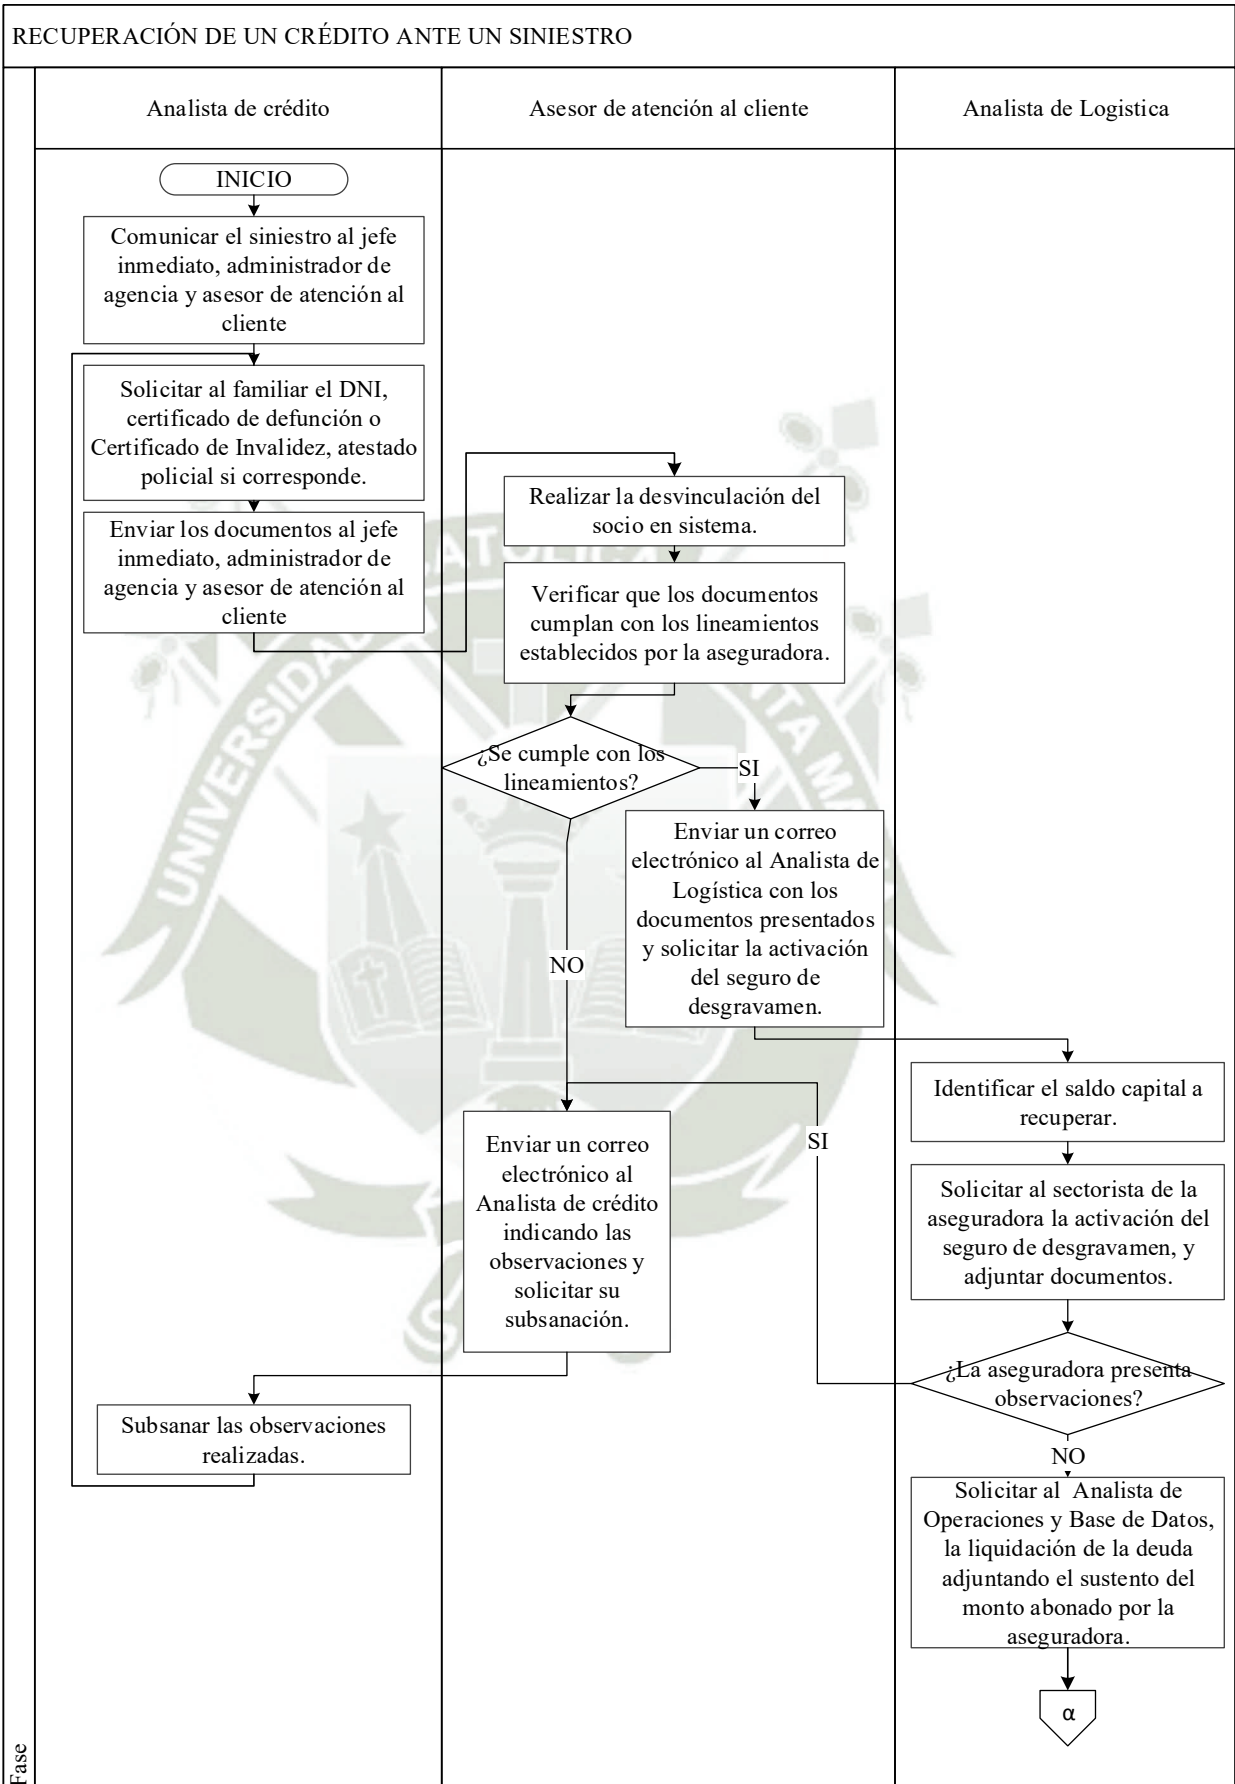 RECUPERACIÓN DE UN CRÉDITO ANTE UN SINIESTRO
Analista de crédito
Asesor de atención al cliente
Analista de Logistica
INICIO
Comunicar el siniestro al jefe
inmediato, administrador de
agencia y asesor de atención al
cliente
Solicitar al familiar el DNI,
certificado de defunción o
Certificado de Invalidez, atestado
policial si corresponde.
Enviar los documentos al jefe
inmediato, administrador de
agencia y asesor de atención al
cliente
Realizar la desvinculación del
socio en sistema.
Verificar que los documentos
cumplan con los lineamientos
establecidos por la aseguradora.
¿Se cumple con los
lineamientos?
SI
Enviar un correo
electrónico al Analista de
Logística con los
documentos presentados
y solicitar la activación
del seguro de
desgravamen.
NO
Identificar el saldo capital a
recuperar.
Enviar un correo
electrónico al
Analista de crédito
indicando las
observaciones y
solicitar su
subsanación.
SI
Solicitar al sectorista de la
aseguradora la activación del
seguro de desgravamen, y
adjuntar documentos.
¿La aseguradora presenta
observaciones?
Subsanar las observaciones
realizadas.
NO
Solicitar al Analista de
Operaciones y Base de Datos,
la liquidación de la deuda
adjuntando el sustento del
monto abonado por la
aseguradora.
α
Fase